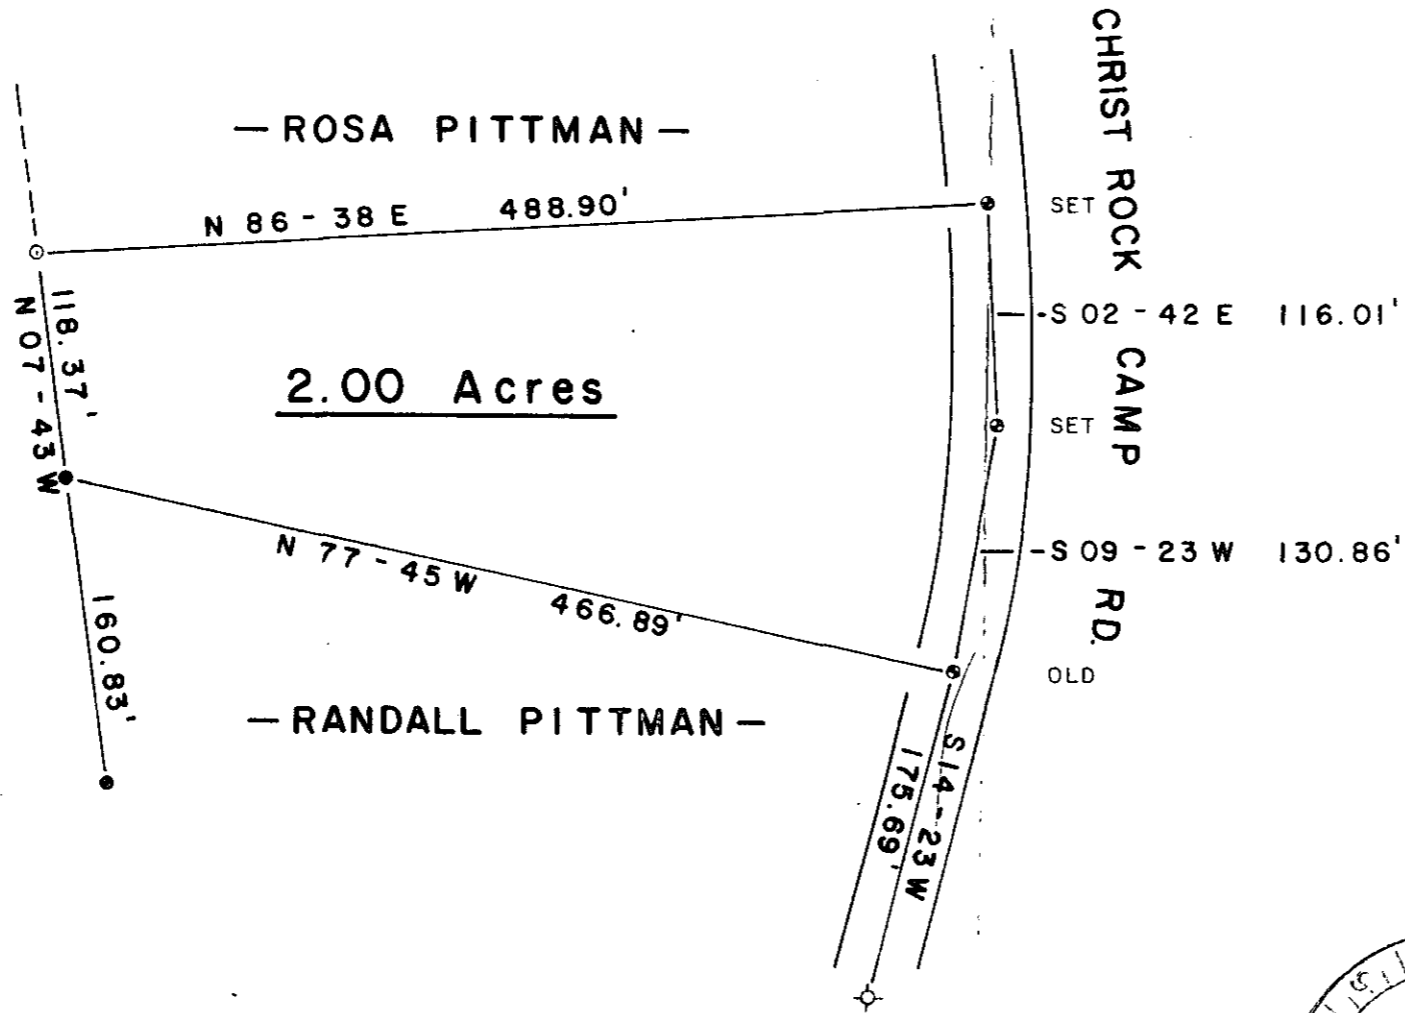 CHRIST ROCK CAMP RD.
— ROSA PITTMAN —
N 86 - 38 E 488.90'
SET
118.37'
N 07 - 43 W
S 02 - 42 E 116.01'
2.00 Acres
SET
N 77 - 45 W 466.89'
S 09 - 23 W 130.86'
160.83'
OLD
— RANDALL PITTMAN —
S 14 - 23 W
175.69'